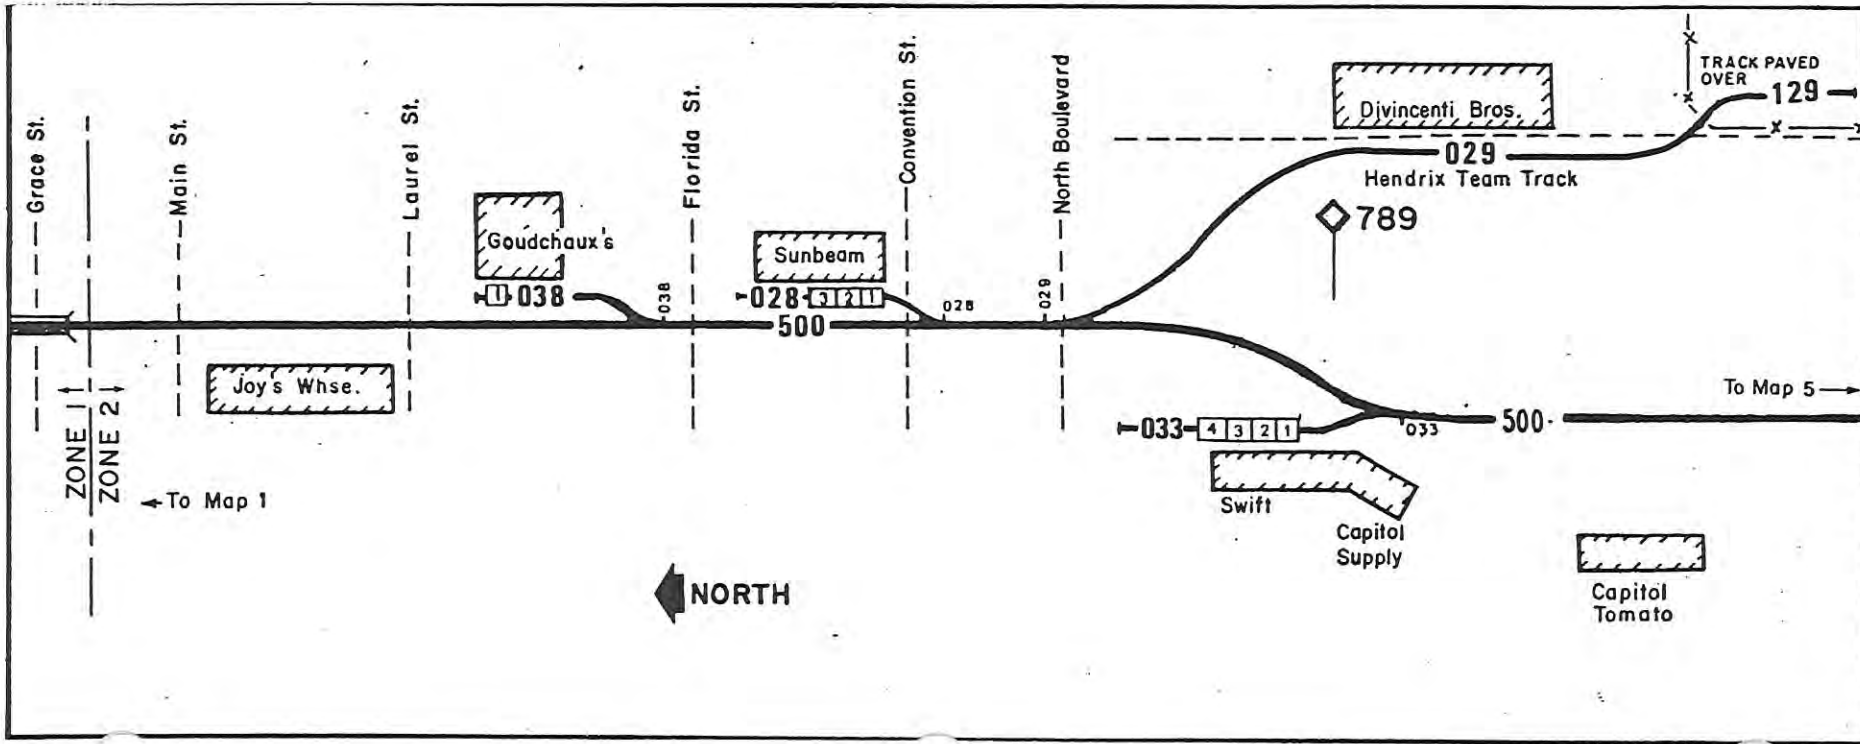 Grace St.
Main St.
Laurel St.
Florida St.
Convention St.
North Boulevard
Divincenti Bros.
TRACK PAVED
OVER
129
029
Hendrix Team Track
789
Goudchaux's
1 038
038
Sunbeam
028 3 2 1
028
029
500
Joy's Whse.
ZONE 1
ZONE 2
To Map 1
033 4 3 2 1
033
500
To Map 5
Swift
Capitol
Supply
Capitol
Tomato
NORTH